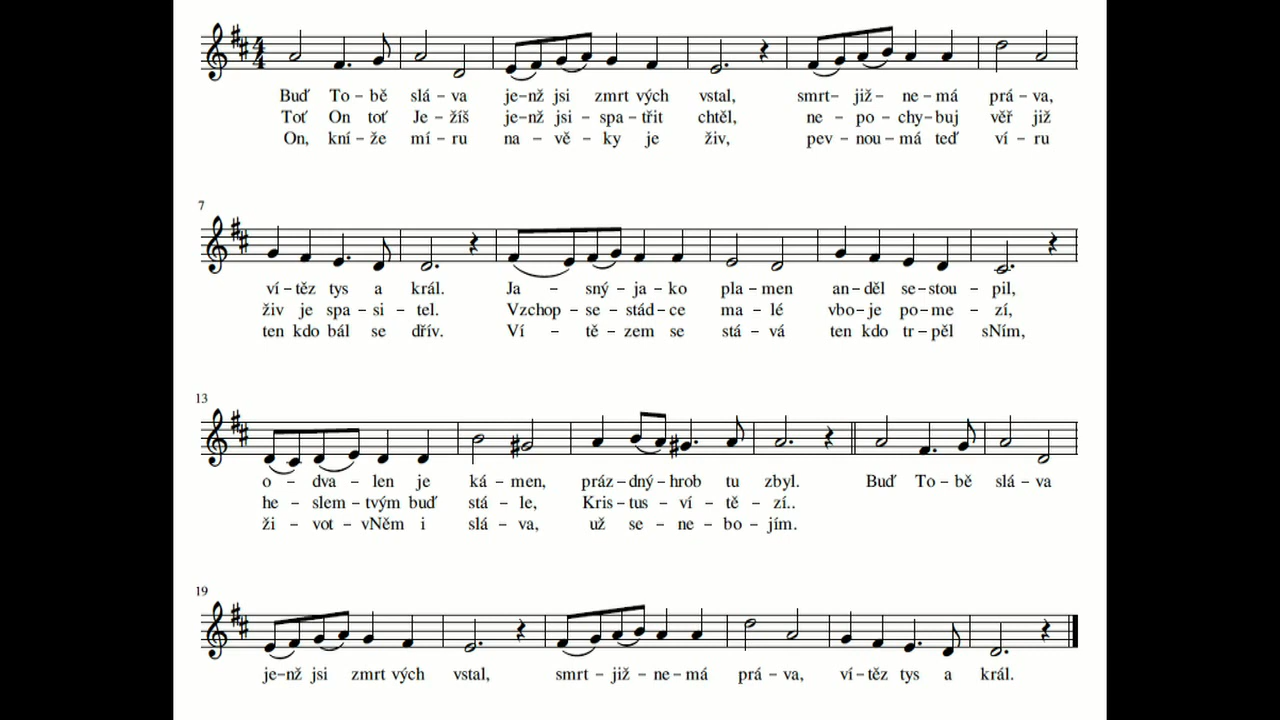 Buď To – bě slá – va je–nž jsi zmrt vých vstal, smrt– již– ne–má prá – va,
Toť On toť Je – žíš je–nž jsi – spa – třit chtěl, ne – po – chy–buj věř již
On, kní – že mí – ru na – vě – ky je živ, pev – nou–má teď ví – ru
7
ví – těz tys a král. Ja – sný – ja – ko pla – men an–děl se–stou – pil,
živ je spa – si – tel. Vzchop – se – stád–ce ma – lé vbo–je po–me – zí,
ten kdo bál se dřív. Ví – tě – zem se stá – vá ten kdo tr – pěl sNím,
13
o – dva – len je ká – men, práz–dný–hrob tu zbyl. Buď To – bě slá – va
he – slem–tvým buď stá – le, Kris–tus – ví – tě – zí..
ži – vot – vNěm i slá – va, už se – ne – bo – jím.
19
je–nž jsi zmrt vých vstal, smrt – již – ne–má prá – va, ví–těz tys a král.